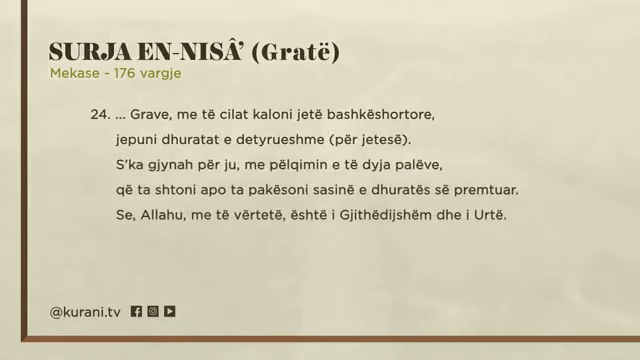 SURJA EN-NISÂ’ (Gratë)
Mekase - 176 vargje
24. ... Grave, me të cilat kaloni jetë bashkëshortore,
jepuni dhuratat e detyrueshme (për jetesë).
S’ka gjynah për ju, me pëlqimin e të dyja palëve,
që ta shtoni apo ta pakësoni sasinë e dhuratës së premtuar.
Se, Allahu, me të vërtetë, është i Gjithëdijshëm dhe i Urtë.
@kurani.tv